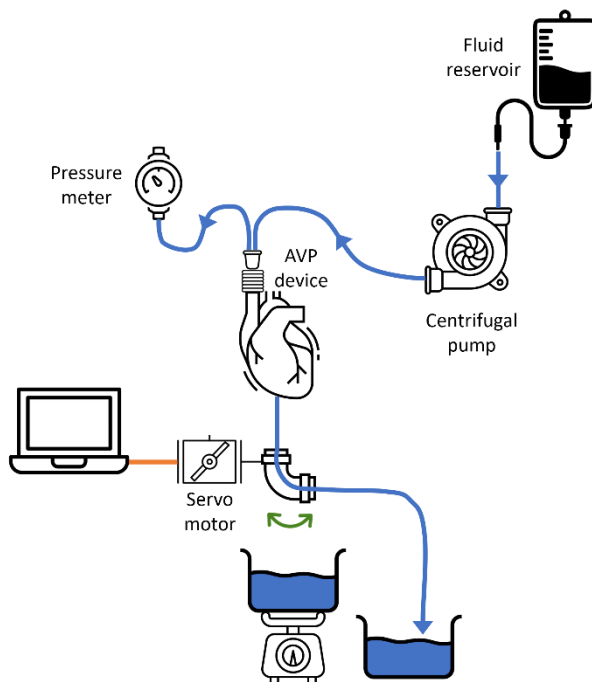 Fluid
reservoir
Pressure
meter
AVP
device
Centrifugal
pump
Servo
motor